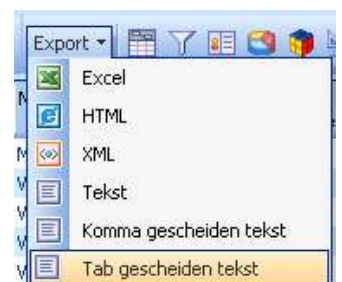 Export
Excel
HTML
XML
Tekst
Komma gescheiden tekst
Tab gescheiden tekst